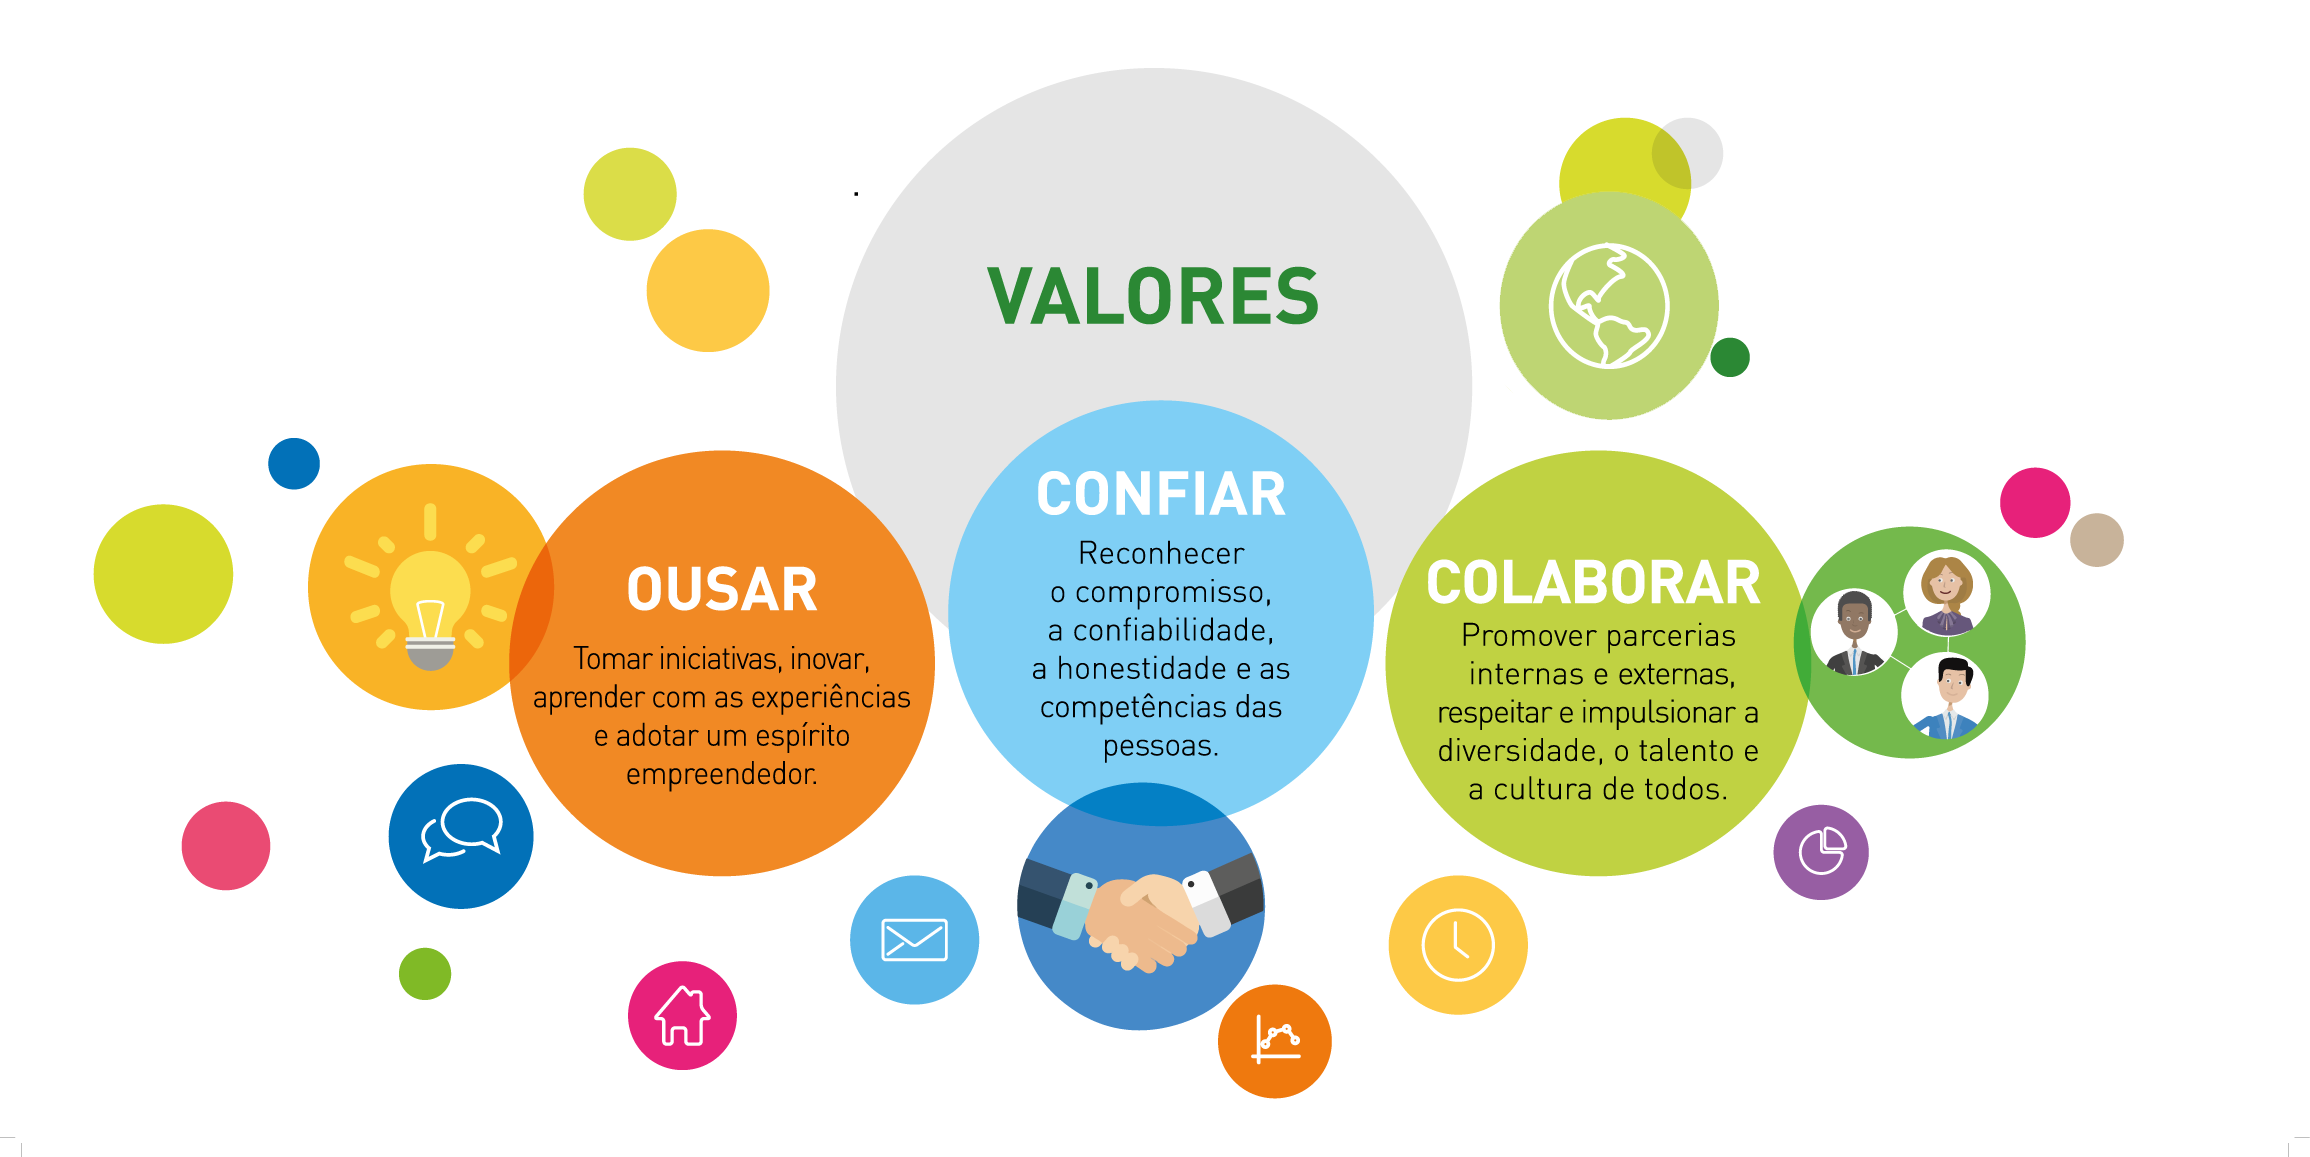 VALORES
OUSAR
Tomar iniciativas, inovar,
aprender com as experiências
e adotar um espírito
empreendedor.
CONFIAR
Reconhecer
o compromisso,
a confiabilidade,
a honestidade e as
competências das
pessoas.
COLABORAR
Promover parcerias
internas e externas,
respeitar e impulsionar a
diversidade, o talento e
a cultura de todos.